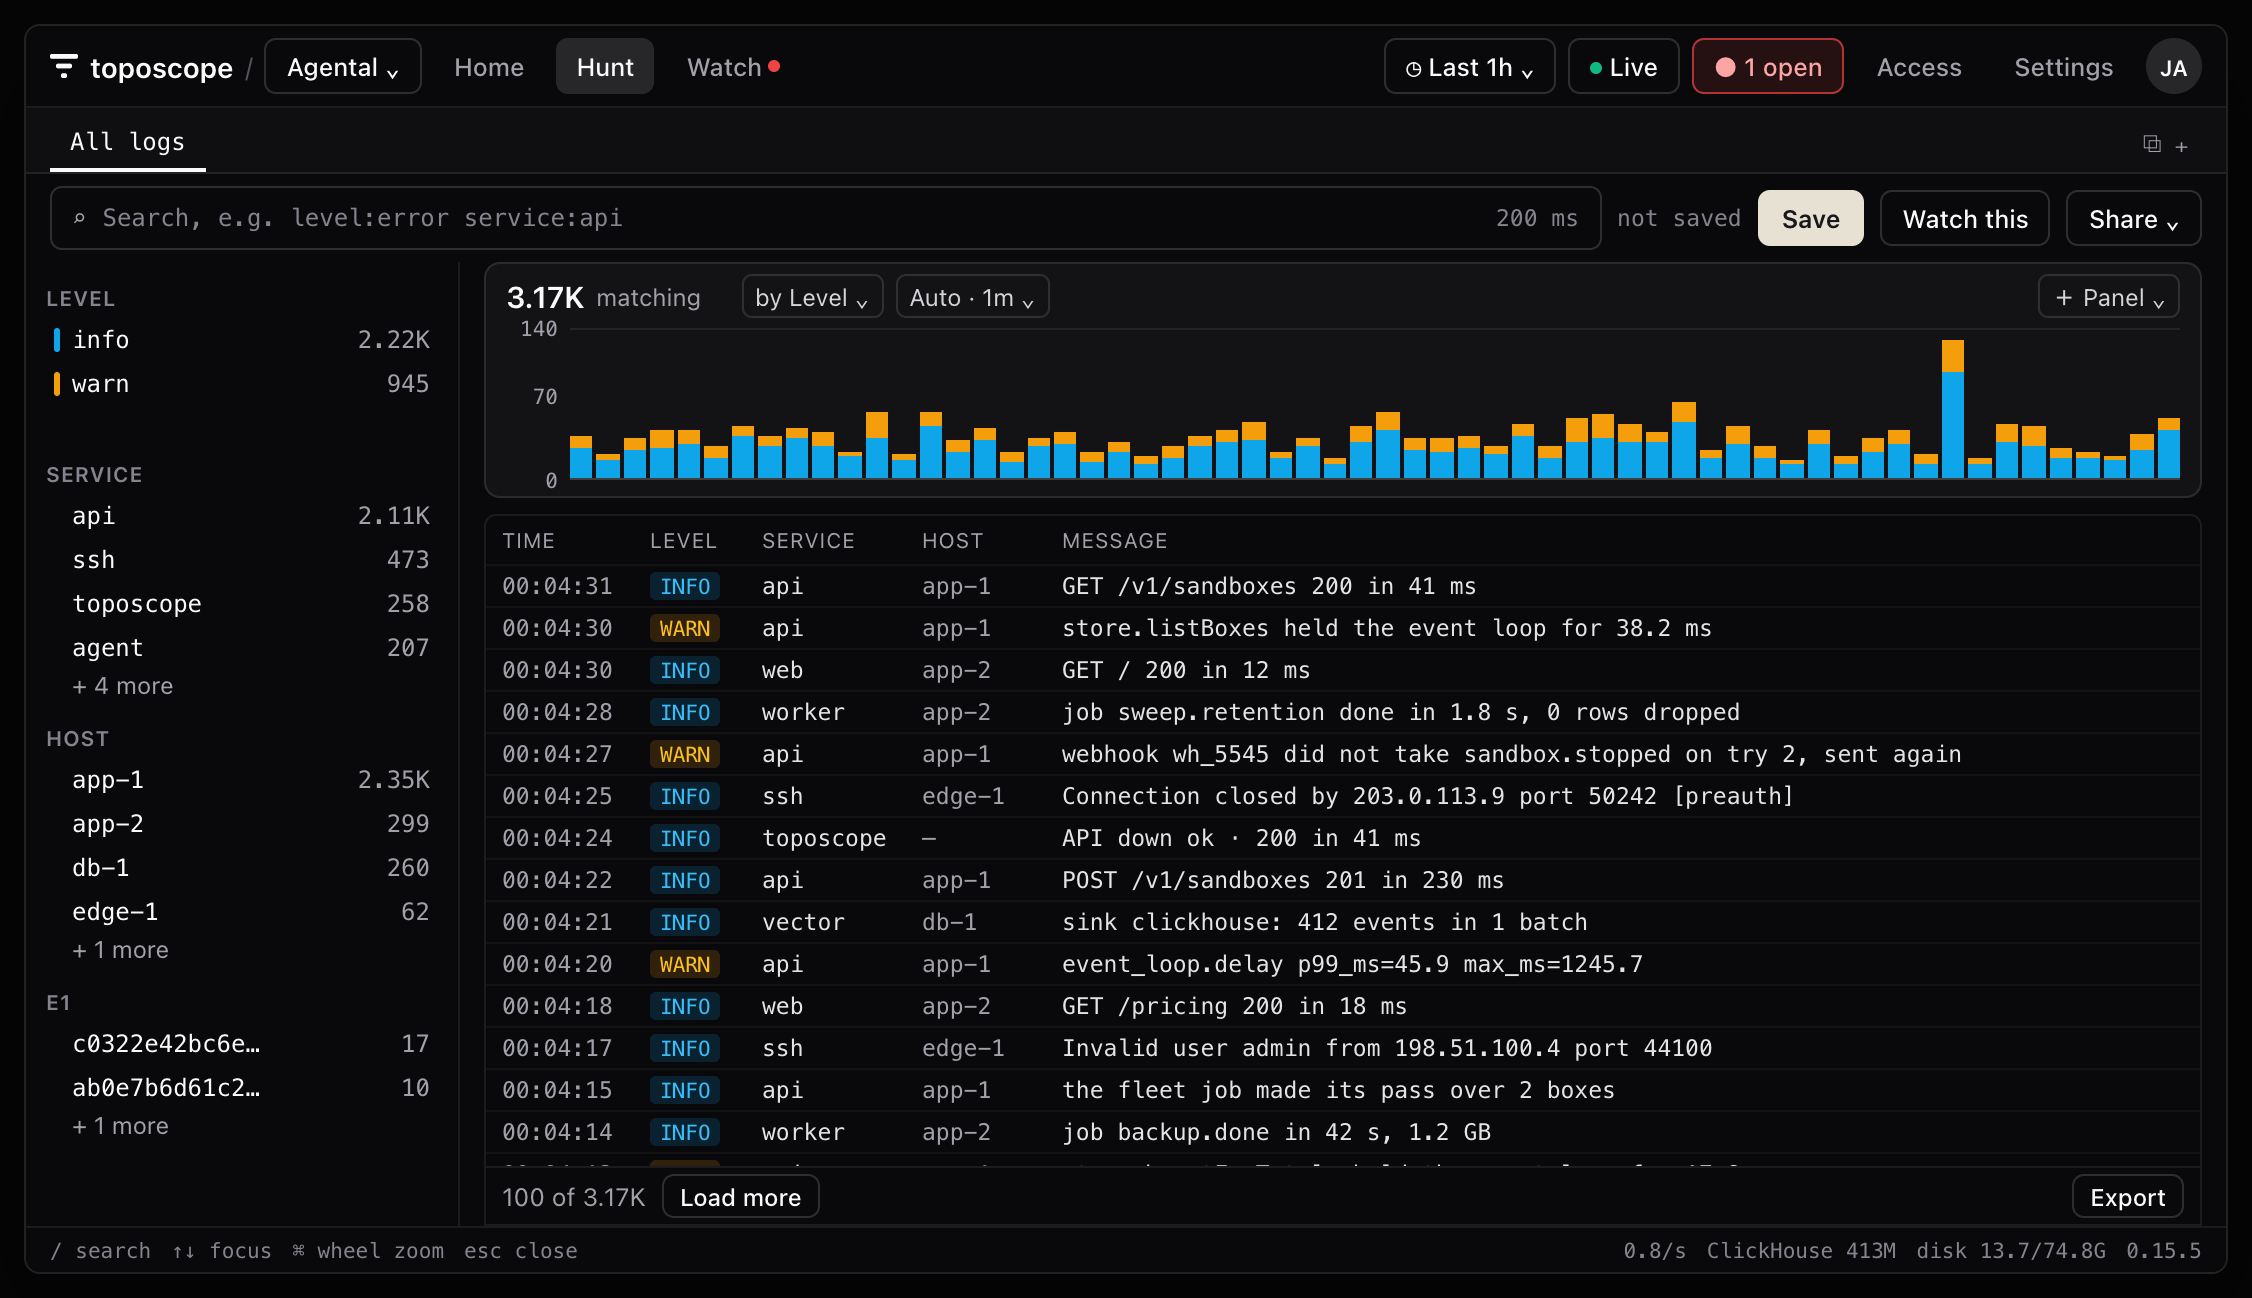 toposcope / Agental Home Hunt Watch Last 1h Live 1 open Access Settings JA
All logs +
Search, e.g. level:error service:api 200 ms not saved Save Watch this Share
LEVEL
info 2.22K
warn 945
SERVICE
api 2.11K
ssh 473
toposcope 258
agent 207
+ 4 more
HOST
app-1 2.35K
app-2 299
db-1 260
edge-1 62
+ 1 more
E1
c0322e42bc6e… 17
ab0e7b6d61c2… 10
+ 1 more
3.17K matching by Level Auto · 1m + Panel
140
70
0
TIME LEVEL SERVICE HOST MESSAGE
00:04:31 INFO api app-1 GET /v1/sandboxes 200 in 41 ms
00:04:30 WARN api app-1 store.listBoxes held the event loop for 38.2 ms
00:04:30 INFO web app-2 GET / 200 in 12 ms
00:04:28 INFO worker app-2 job sweep.retention done in 1.8 s, 0 rows dropped
00:04:27 WARN api app-1 webhook wh_5545 did not take sandbox.stopped on try 2, sent again
00:04:25 INFO ssh edge-1 Connection closed by 203.0.113.9 port 50242 [preauth]
00:04:24 INFO toposcope — API down ok · 200 in 41 ms
00:04:22 INFO api app-1 POST /v1/sandboxes 201 in 230 ms
00:04:21 INFO vector db-1 sink clickhouse: 412 events in 1 batch
00:04:20 WARN api app-1 event_loop.delay p99_ms=45.9 max_ms=1245.7
00:04:18 INFO web app-2 GET /pricing 200 in 18 ms
00:04:17 INFO ssh edge-1 Invalid user admin from 198.51.100.4 port 44100
00:04:15 INFO api app-1 the fleet job made its pass over 2 boxes
00:04:14 INFO worker app-2 job backup.done in 42 s, 1.2 GB
100 of 3.17K Load more Export
/ search ↑↓ focus ⌘ wheel zoom esc close 0.8/s ClickHouse 413M disk 13.7/74.8G 0.15.5